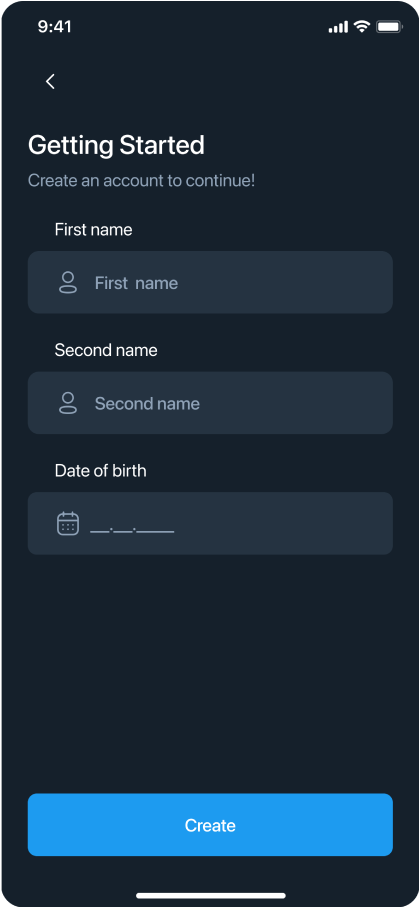 9:41
Getting Started
Create an account to continue!
First name
First  name
Second name
Second name
Date of birth
__.__.____
Create